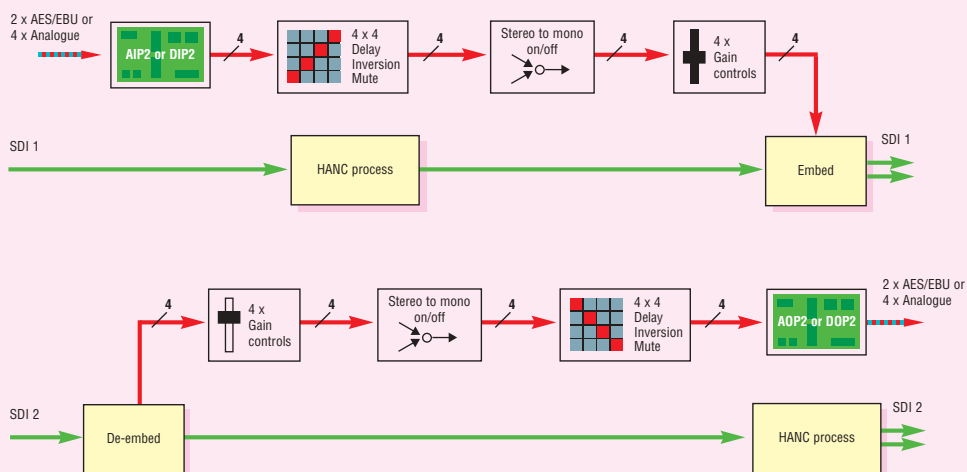 2 x AES/EBU or
4 x Analogue
AIP2 or DIP2
4
4 x 4
Delay
Inversion
Mute
4
Stereo to mono
on/off
4
4 x
Gain
controls
4
SDI 1
HANC process
Embed
SDI 1
4
4 x
Gain
controls
4
Stereo to mono
on/off
4
4 x 4
Delay
Inversion
Mute
4
AOP2 or DOP2
2 x AES/EBU or
4 x Analogue
SDI 2
De-embed
HANC process
SDI 2